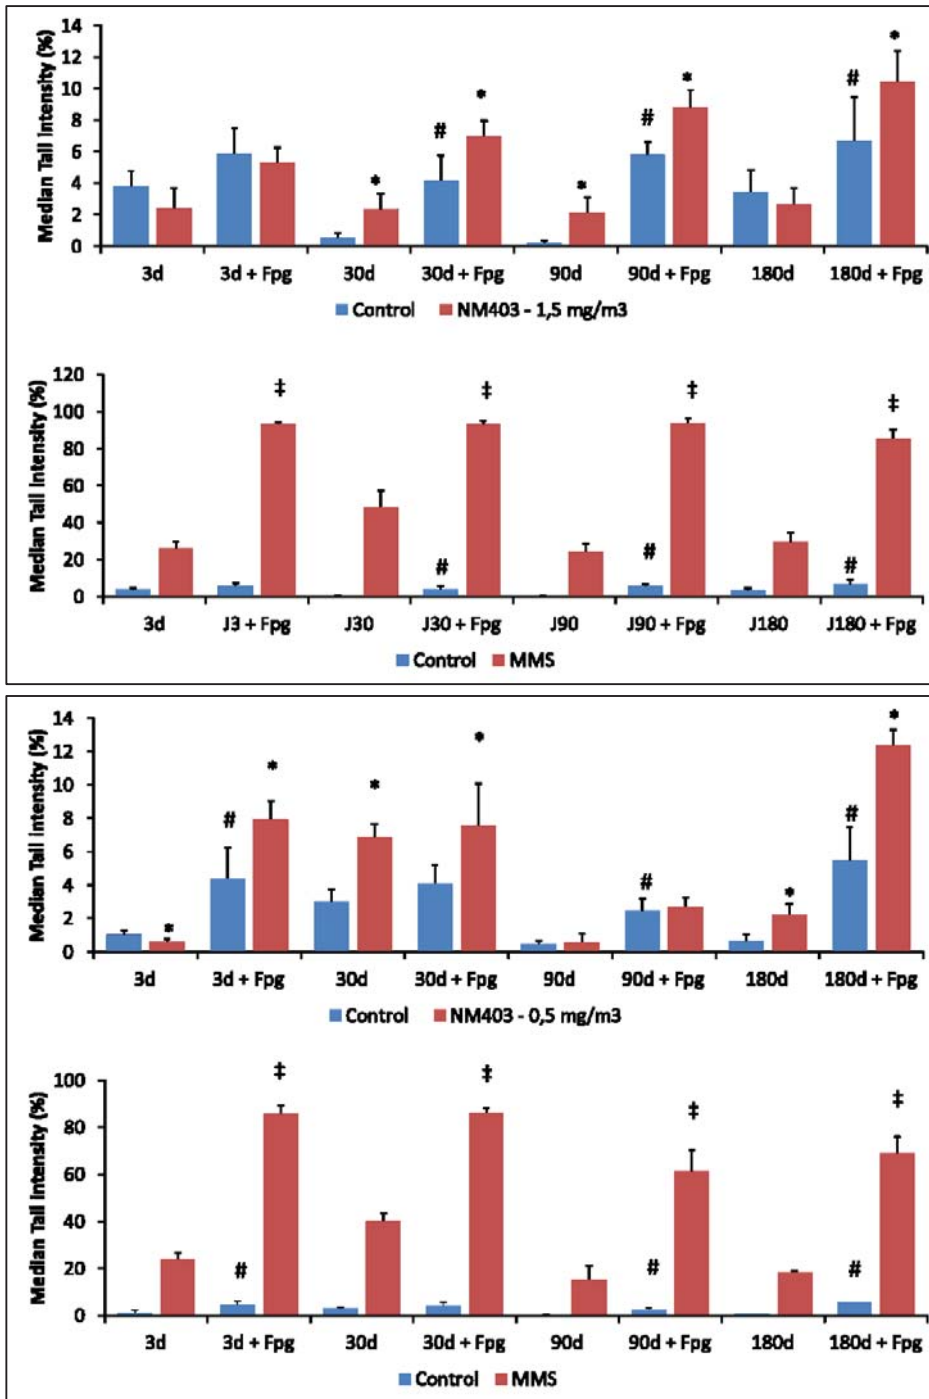 Median Tail Intensity (%)
14
*
12
10
#
*
8
#
*
#
6
4
*
*
2
0
3d 3d + Fpg 30d 30d + Fpg 90d 90d + Fpg 180d 180d + Fpg
Control NM403 - 1,5 mg/m3
Median Tail Intensity (%)
120
‡ ‡ ‡ ‡
100
80
60
40
20
# # #
0
3d J3 + Fpg J30 J30 + Fpg J90 J90 + Fpg J180 J180 + Fpg
Control MMS
Median Tail Intensity (%)
14
*
12
* * *
10
8
# #
6
4
#
*
2
*
0
3d 3d + Fpg 30d 30d + Fpg 90d 90d + Fpg 180d 180d + Fpg
Control NM403 - 0,5 mg/m3
Median Tail Intensity (%)
‡ ‡ ‡ ‡
100
80
60
40
20
# # #
0
3d 3d + Fpg 30d 30d + Fpg 90d 90d + Fpg 180d 180d + Fpg
Control MMS